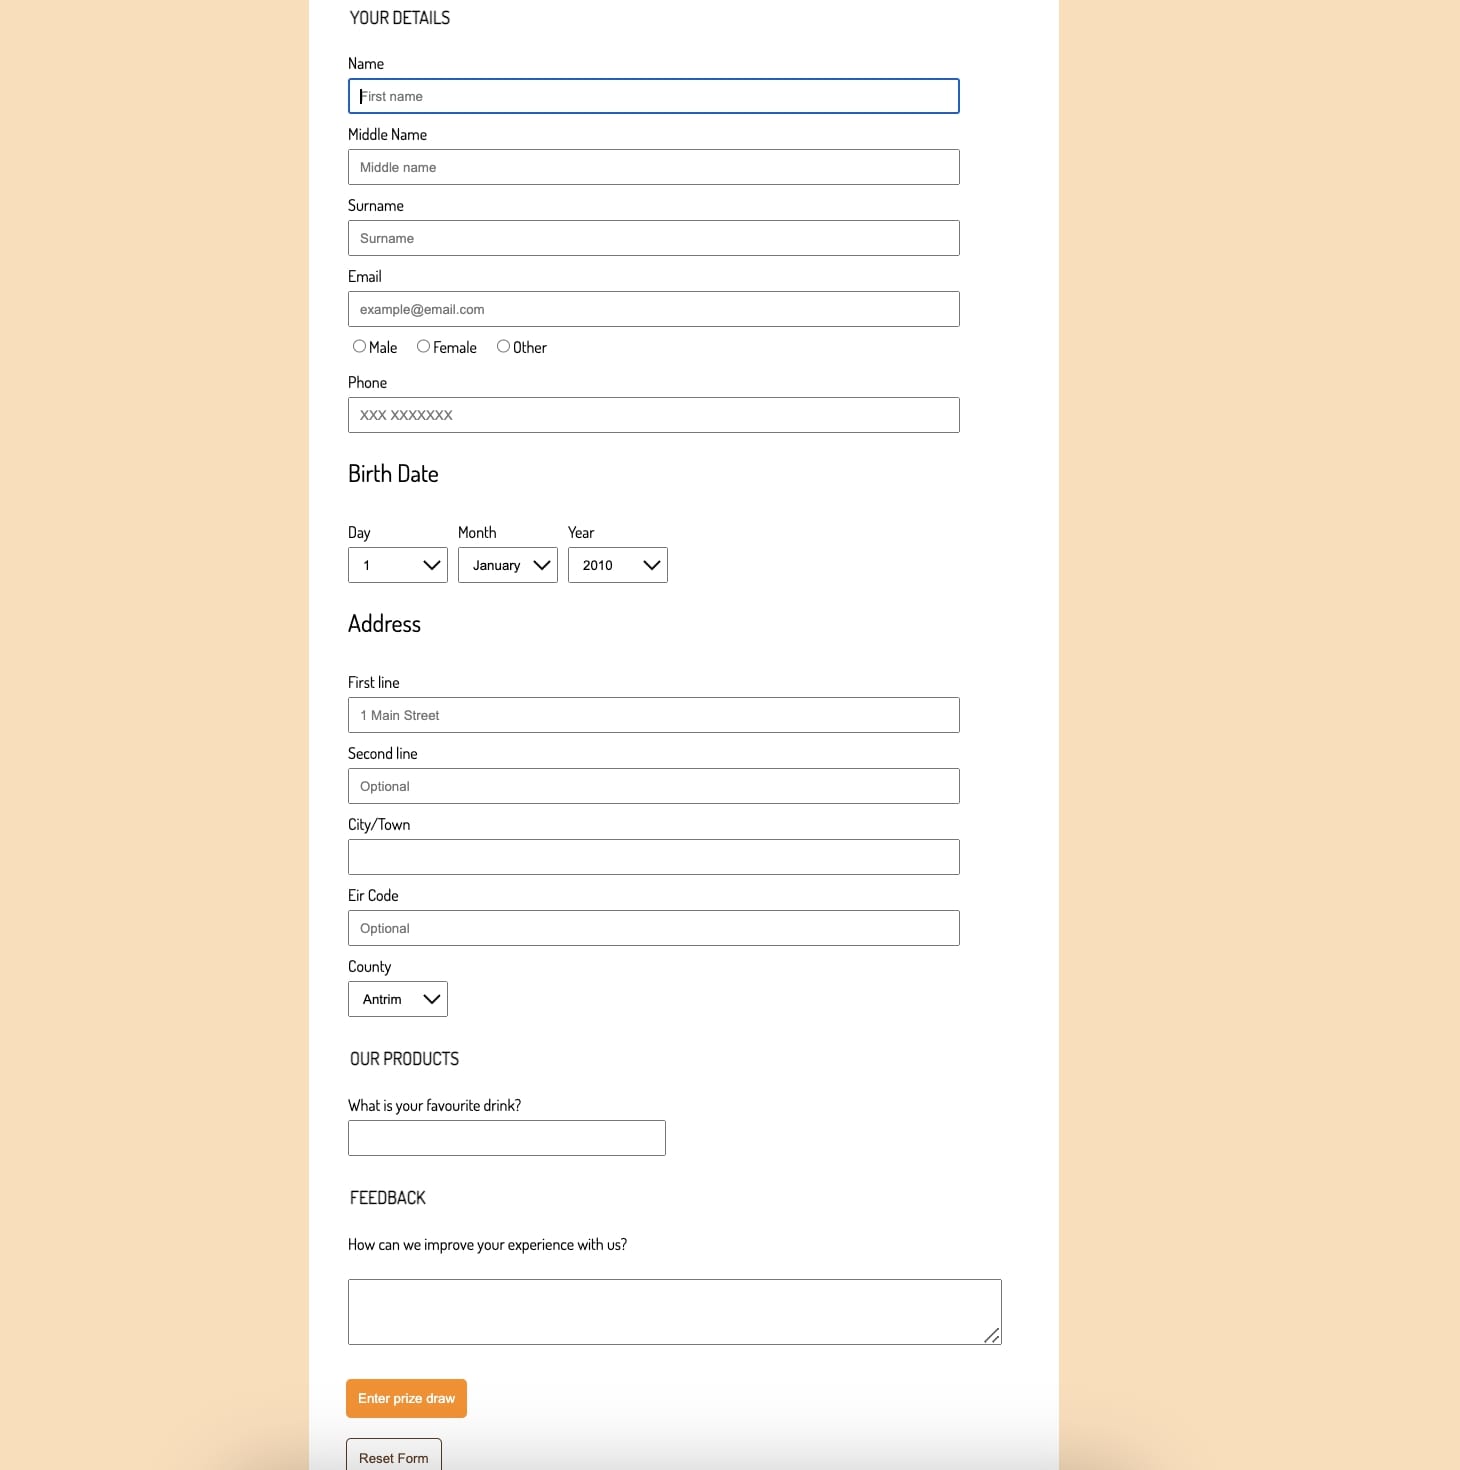 YOUR DETAILS
Name
First name
Middle Name
Middle name
Surname
Surname
Email
example@email.com
Male Female Other
Phone
XXX XXXXXXX
Birth Date
Day Month Year
1 January 2010
Address
First line
1 Main Street
Second line
Optional
City/Town
Eir Code
Optional
County
Antrim
OUR PRODUCTS
What is your favourite drink?
FEEDBACK
How can we improve your experience with us?
Enter prize draw
Reset Form